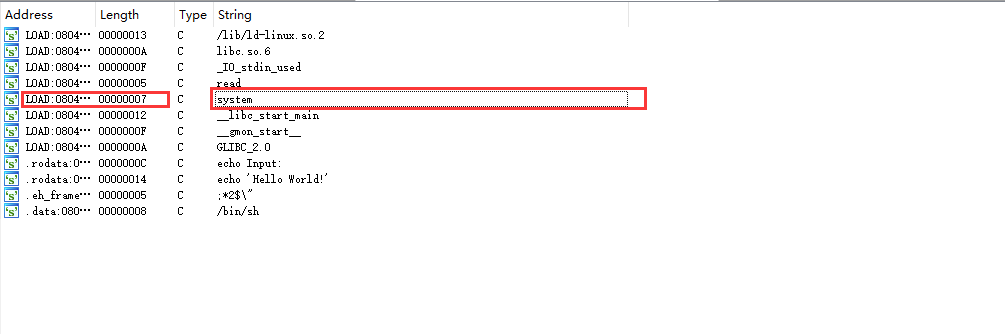 Address Length Type String
LOAD:0804… 00000013 C /lib/ld-linux.so.2
LOAD:0804… 0000000A C libc.so.6
LOAD:0804… 0000000F C _IO_stdin_used
LOAD:0804… 00000005 C read
LOAD:0804… 00000007 C system
LOAD:0804… 00000012 C __libc_start_main
LOAD:0804… 0000000F C __gmon_start__
LOAD:0804… 0000000A C GLIBC_2.0
.rodata:0… 0000000C C echo Input:
.rodata:0… 00000014 C echo 'Hello World!'
.eh_frame… 00000005 C ;*2$\"
.data:080… 00000008 C /bin/sh